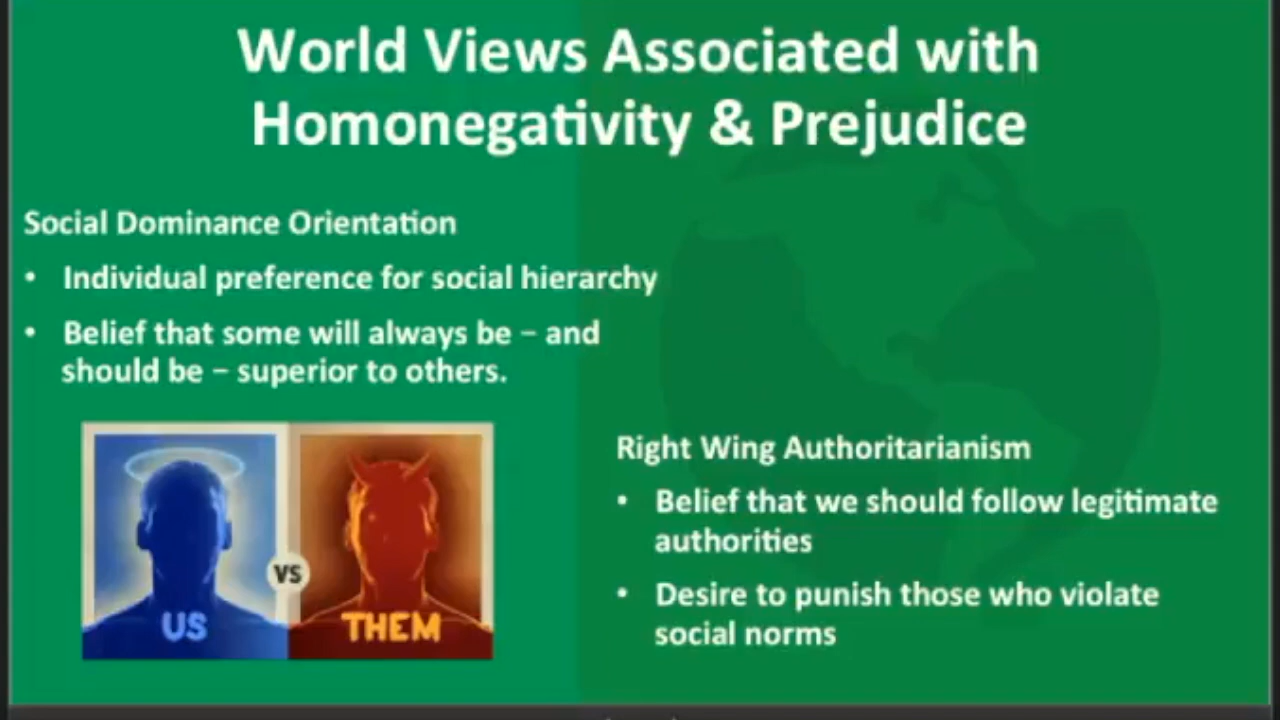 World Views Associated with
Homonegativity & Prejudice
Social Dominance Orientation
• Individual preference for social hierarchy
• Belief that some will always be – and
should be – superior to others.
US
VS
THEM
Right Wing Authoritarianism
• Belief that we should follow legitimate
authorities
• Desire to punish those who violate
social norms